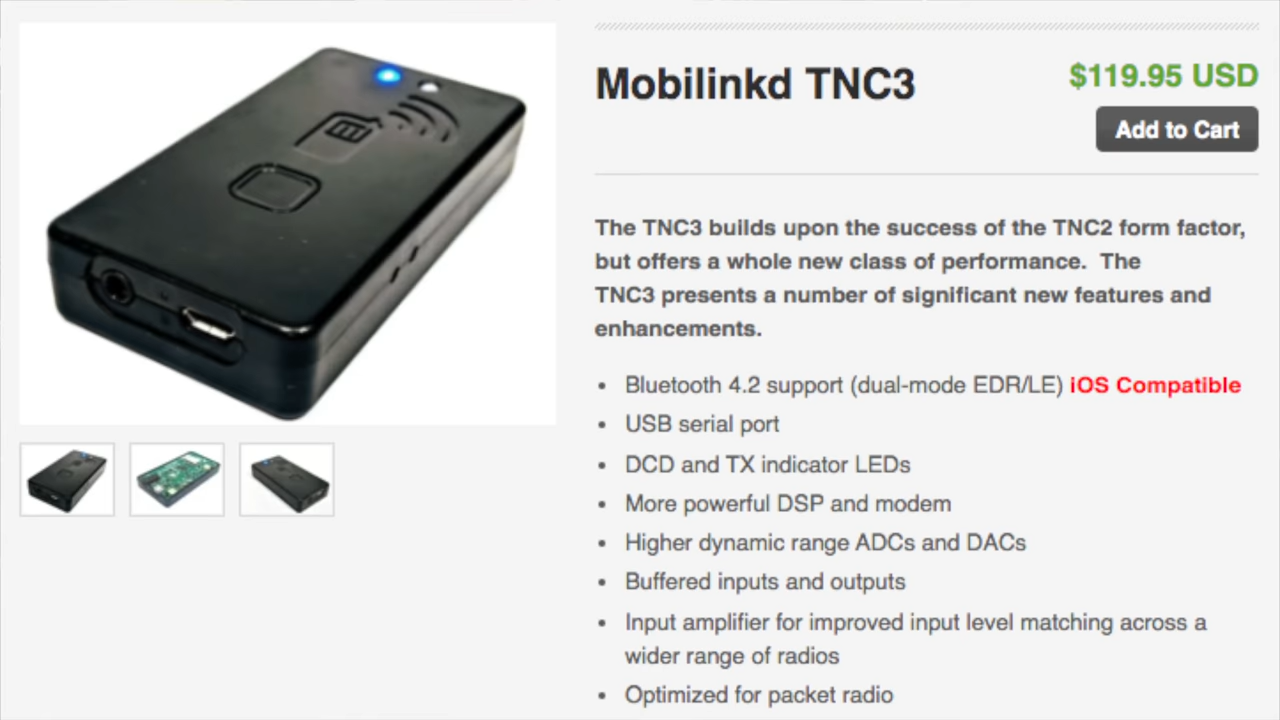 Mobilinkd TNC3
$119.95 USD
Add to Cart
The TNC3 builds upon the success of the TNC2 form factor,
but offers a whole new class of performance.  The
TNC3 presents a number of significant new features and
enhancements.
• Bluetooth 4.2 support (dual-mode EDR/LE) iOS Compatible
• USB serial port
• DCD and TX indicator LEDs
• More powerful DSP and modem
• Higher dynamic range ADCs and DACs
• Buffered inputs and outputs
• Input amplifier for improved input level matching across a
wider range of radios
• Optimized for packet radio